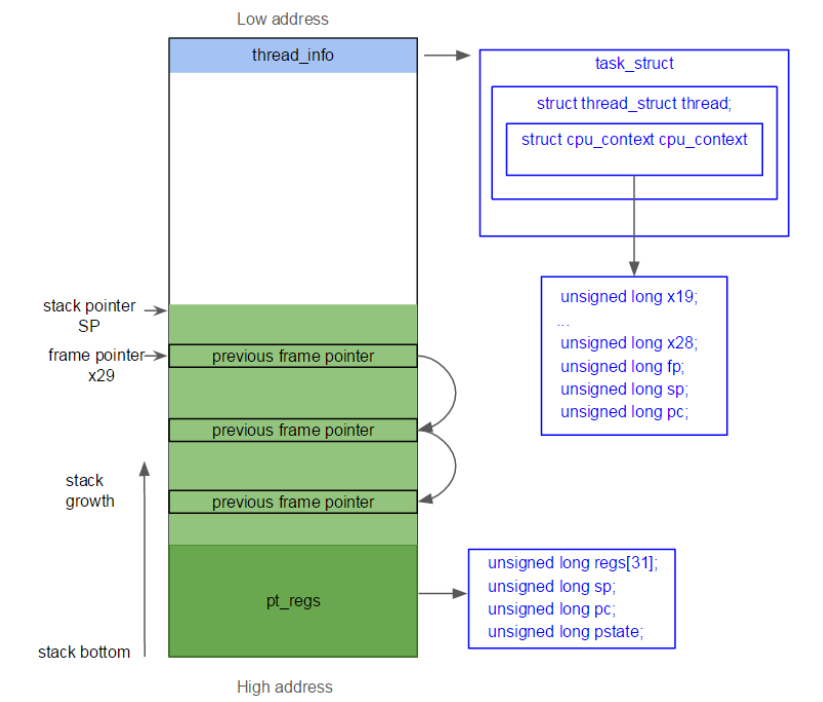 Low address
thread_info
task_struct
struct thread_struct thread;
struct cpu_context cpu_context
stack pointer
SP
frame pointer
x29
previous frame pointer
previous frame pointer
previous frame pointer
stack
growth
pt_regs
stack bottom
High address
unsigned long x19;
...
unsigned long x28;
unsigned long fp;
unsigned long sp;
unsigned long pc;
unsigned long regs[31];
unsigned long sp;
unsigned long pc;
unsigned long pstate;